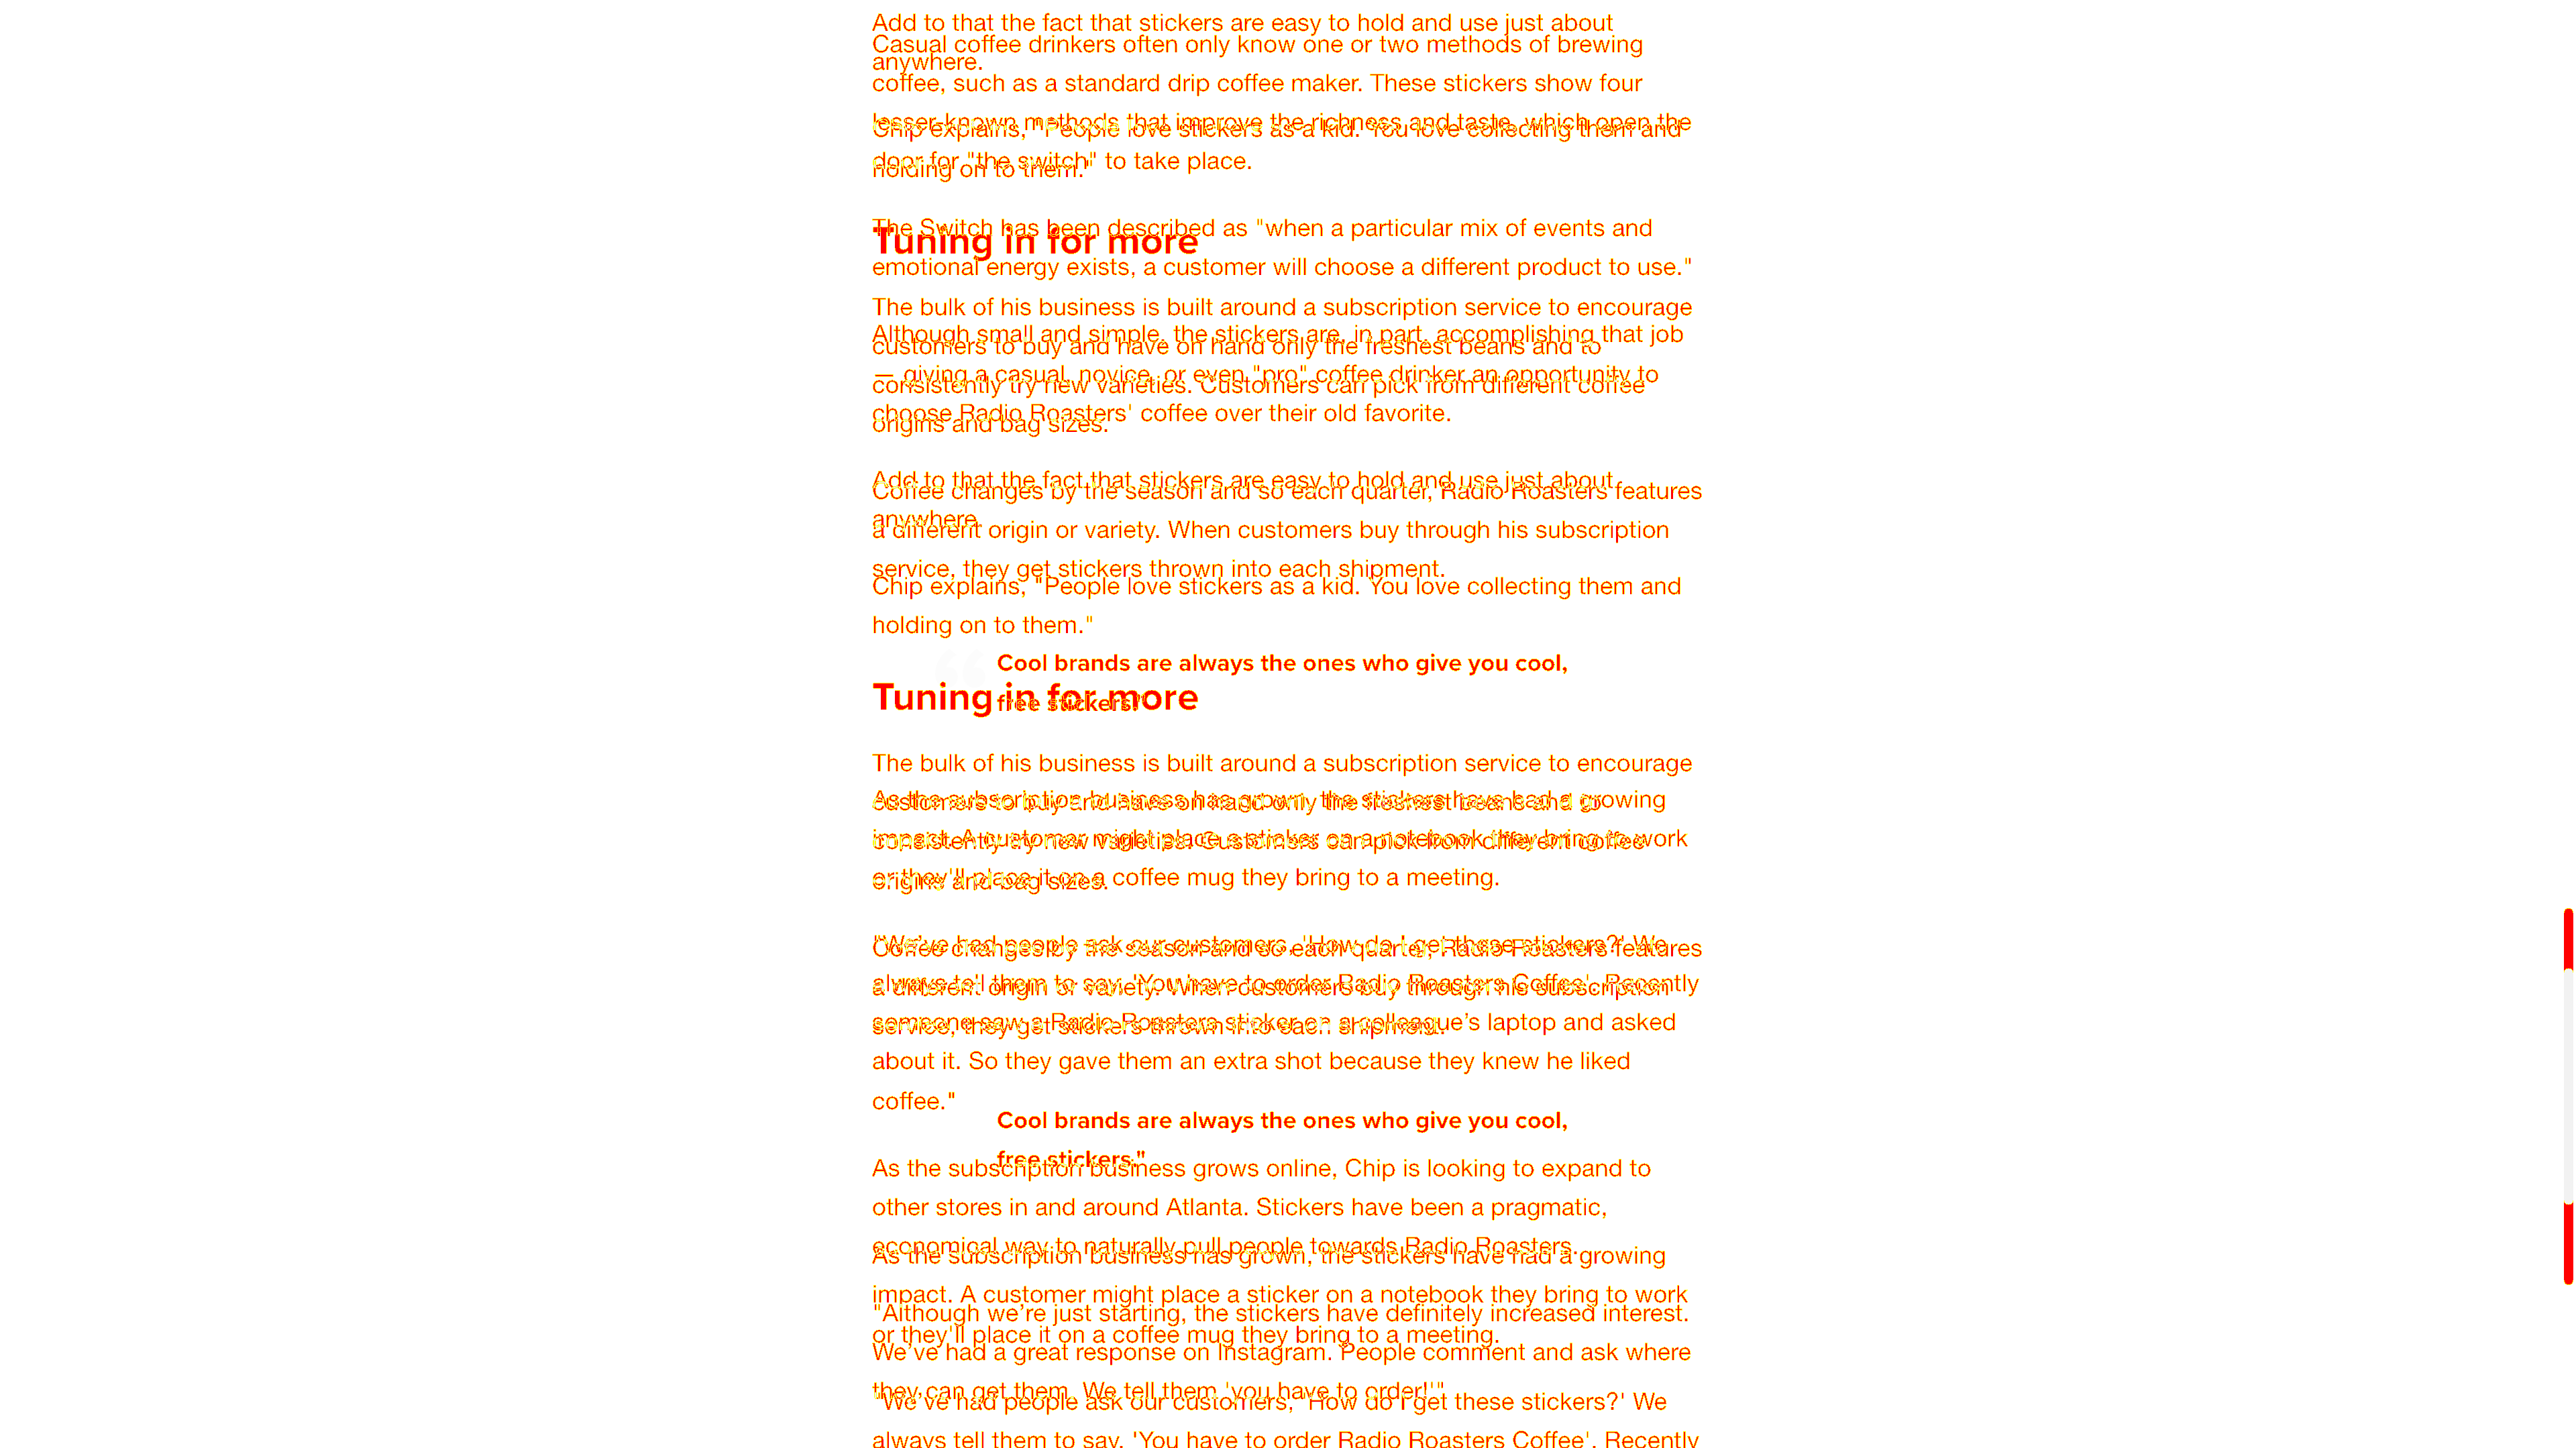 Add to that the fact that stickers are easy to hold and use just about
Casual coffee drinkers often only know one or two methods of brewing
anywhere.
coffee, such as a standard drip coffee maker. These stickers show four
lesser-known methods that improve the richness and taste, which open the
Chip explains, "People love stickers as a kid. You love collecting them and
door for "the switch" to take place.
holding on to them."
The Switch has been described as "when a particular mix of events and
Tuning in for more
emotional energy exists, a customer will choose a different product to use."
The bulk of his business is built around a subscription service to encourage
Although small and simple, the stickers are, in part, accomplishing that job
customers to buy and have on hand only the freshest beans and to
— giving a casual, novice, or even "pro" coffee drinker an opportunity to
consistently try new varieties. Customers can pick from different coffee
choose Radio Roasters' coffee over their old favorite.
origins and bag sizes.
Add to that the fact that stickers are easy to hold and use just about
Coffee changes by the season and so each quarter, Radio Roasters features
anywhere.
a different origin or variety. When customers buy through his subscription
service, they get stickers thrown into each shipment.
Chip explains, "People love stickers as a kid. You love collecting them and
holding on to them."
Cool brands are always the ones who give you cool,
Tuning in for more
free stickers."
The bulk of his business is built around a subscription service to encourage
As the subscription business has grown, the stickers have had a growing
customers to buy and have on hand only the freshest beans and to
impact. A customer might place a sticker on a notebook they bring to work
consistently try new varieties. Customers can pick from different coffee
or they'll place it on a coffee mug they bring to a meeting.
origins and bag sizes.
"We've had people ask our customers, 'How do I get these stickers?' We
Coffee changes by the season and so each quarter, Radio Roasters features
always tell them to say, 'You have to order Radio Roasters Coffee'. Recently
a different origin or variety. When customers buy through his subscription
someone saw a Radio Roasters sticker on a colleague's laptop and asked
service, they get stickers thrown into each shipment.
about it. So they gave them an extra shot because they knew he liked
coffee."
Cool brands are always the ones who give you cool,
free stickers."
As the subscription business grows online, Chip is looking to expand to
other stores in and around Atlanta. Stickers have been a pragmatic,
economical way to naturally pull people towards Radio Roasters.
As the subscription business has grown, the stickers have had a growing
impact. A customer might place a sticker on a notebook they bring to work
"Although we're just starting, the stickers have definitely increased interest.
or they'll place it on a coffee mug they bring to a meeting.
We've had a great response on Instagram. People comment and ask where
they can get them. We tell them 'you have to order!'"
"We've had people ask our customers, 'How do I get these stickers?' We
always tell them to say, 'You have to order Radio Roasters Coffee'. Recently